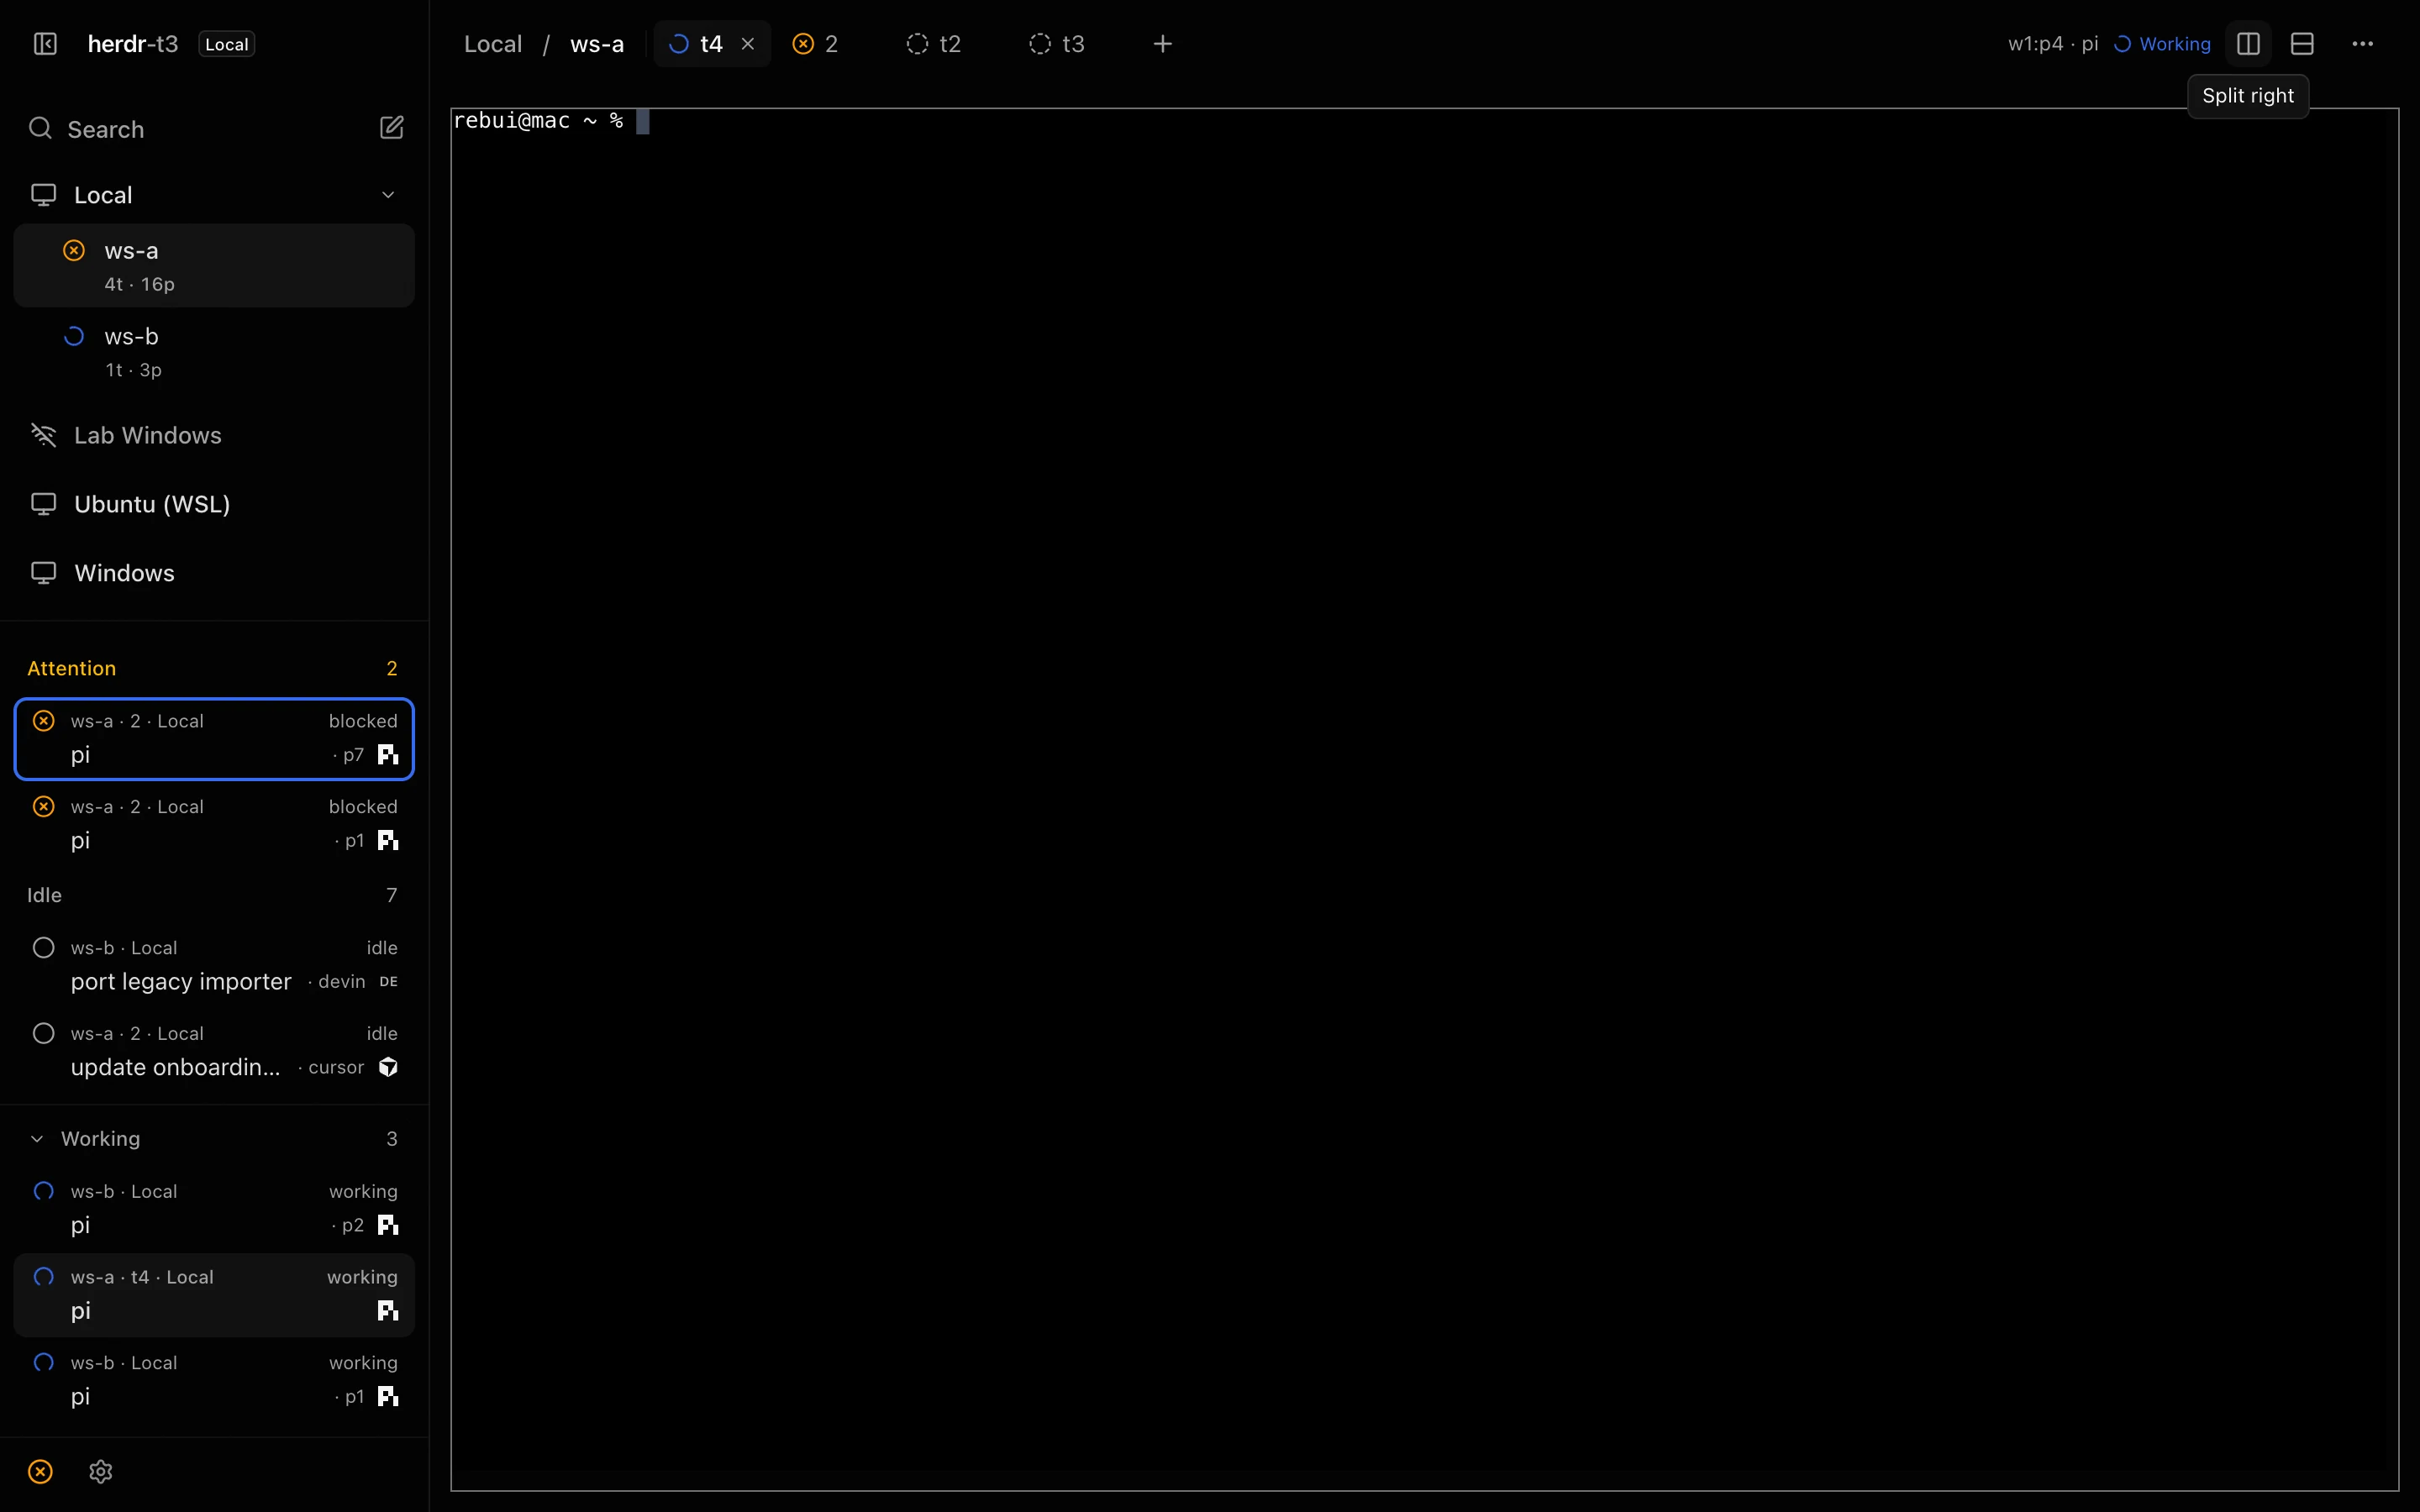 herdr-t3 Local
Search
Local
ws-a
4t · 16p
ws-b
1t · 3p
Lab Windows
Ubuntu (WSL)
Windows
Attention 2
ws-a · 2 · Local blocked
pi · p7
ws-a · 2 · Local blocked
pi · p1
Idle 7
ws-b · Local idle
port legacy importer · devin DE
ws-a · 2 · Local idle
update onboardin... · cursor
Working 3
ws-b · Local working
pi · p2
ws-a · t4 · Local working
pi
ws-b · Local working
pi · p1
Local / ws-a t4 2 t2 t3 w1:p4 · pi Working
Split right
rebui@mac ~ %